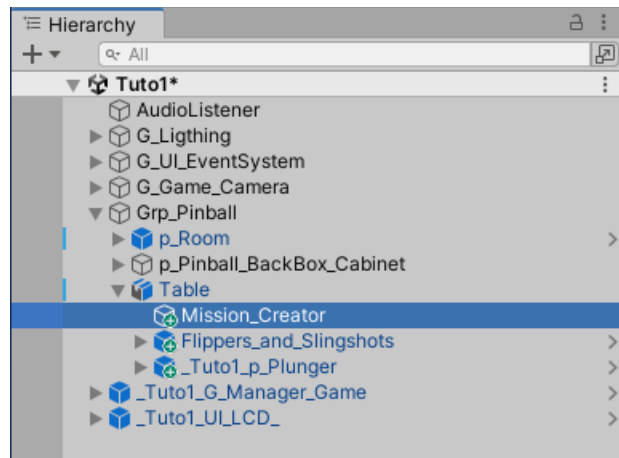 Hierarchy
All
Tuto1*
AudioListener
G_Ligthing
G_UI_EventSystem
G_Game_Camera
Grp_Pinball
p_Room
p_Pinball_BackBox_Cabinet
Table
Mission_Creator
Flippers_and_Slingshots
_Tuto1_p_Plunger
_Tuto1_G_Manager_Game
_Tuto1_UI_LCD_